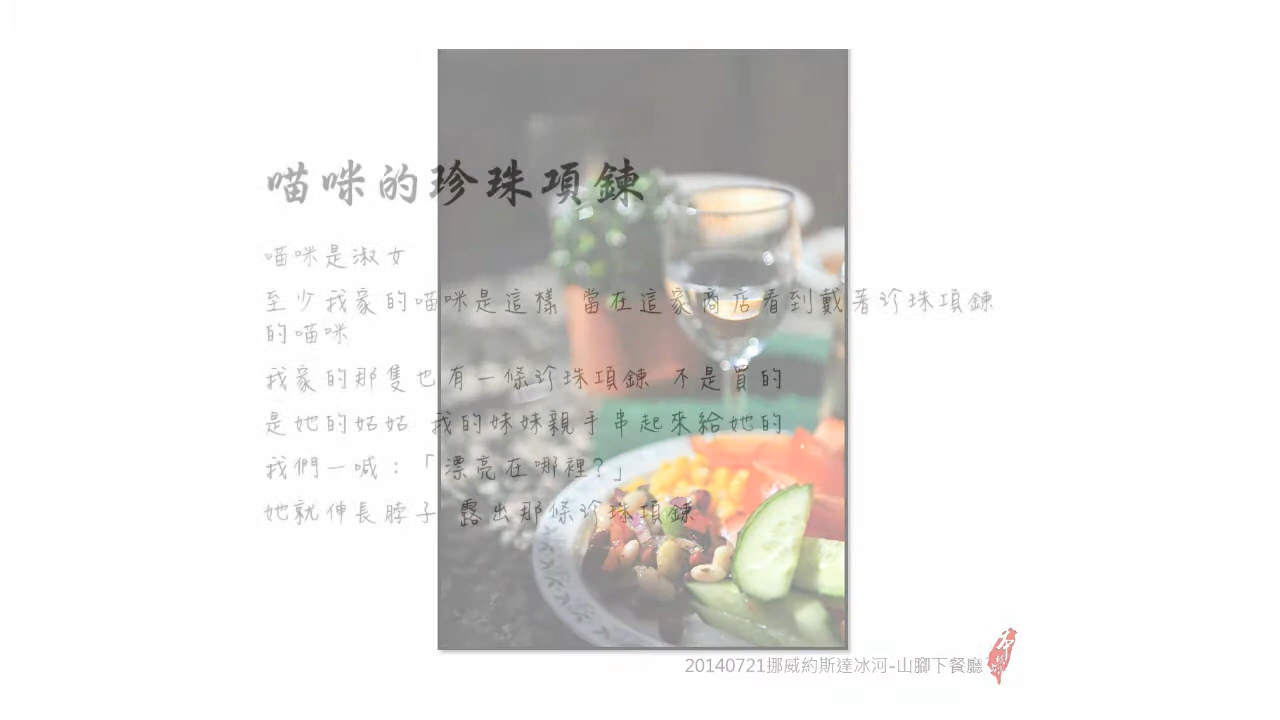 喵咪的珍珠項鍊
喵咪是淑女
至少我家的喵咪是這樣 當在這家商店看到戴著珍珠項鍊
的喵咪
我家的那隻也有一條珍珠項鍊 不是買的
是她的姑姑 我的妹妹親手串起來給她的
我們一喊：「漂亮在哪裡?」
她就伸長脖子 露出那條珍珠項鍊
20140721挪威約斯達冰河-山腳下餐廳